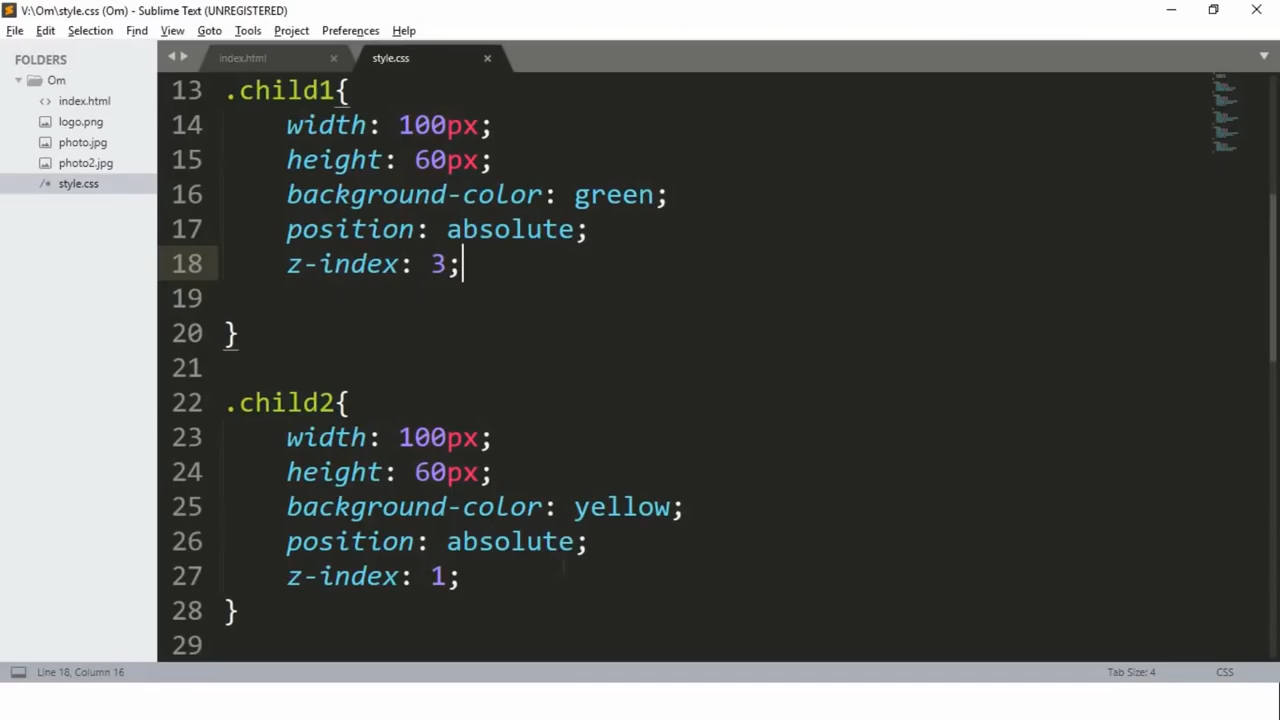 V:\Om\style.css (Om) - Sublime Text (UNREGISTERED)
File Edit Selection Find View Goto Tools Project Preferences Help
FOLDERS
Om
index.html
logo.png
photo.jpg
photo2.jpg
style.css
index.html style.css
13 .child1{
14 width: 100px;
15 height: 60px;
16 background-color: green;
17 position: absolute;
18 z-index: 3;
19
20 }
21
22 .child2{
23 width: 100px;
24 height: 60px;
25 background-color: yellow;
26 position: absolute;
27 z-index: 1;
28 }
29
Line 18, Column 16 Tab Size: 4 CSS